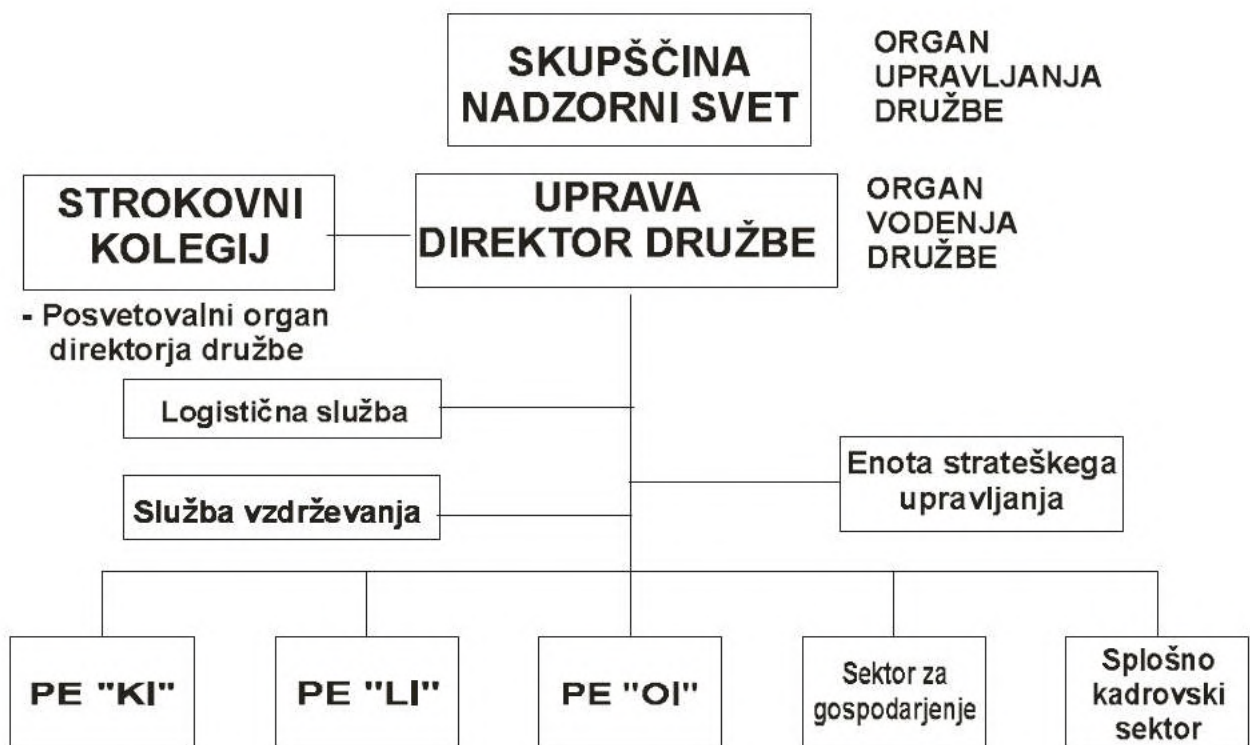 SKUPŠČINA
NADZORNI SVET
ORGAN
UPRAVLJANJA
DRUŽBE
STROKOVNI
KOLEGIJ
UPRAVA
DIREKTOR DRUŽBE
ORGAN
VODENJA
DRUŽBE
- Posvetovalni organ
direktorja družbe
Logistična služba
Enota strateškega
upravljanja
Služba vzdrževanja
PE "KI"
PE "LI"
PE "OI"
Sektor za
gospodarjenje
Splošno
kadrovski
sektor